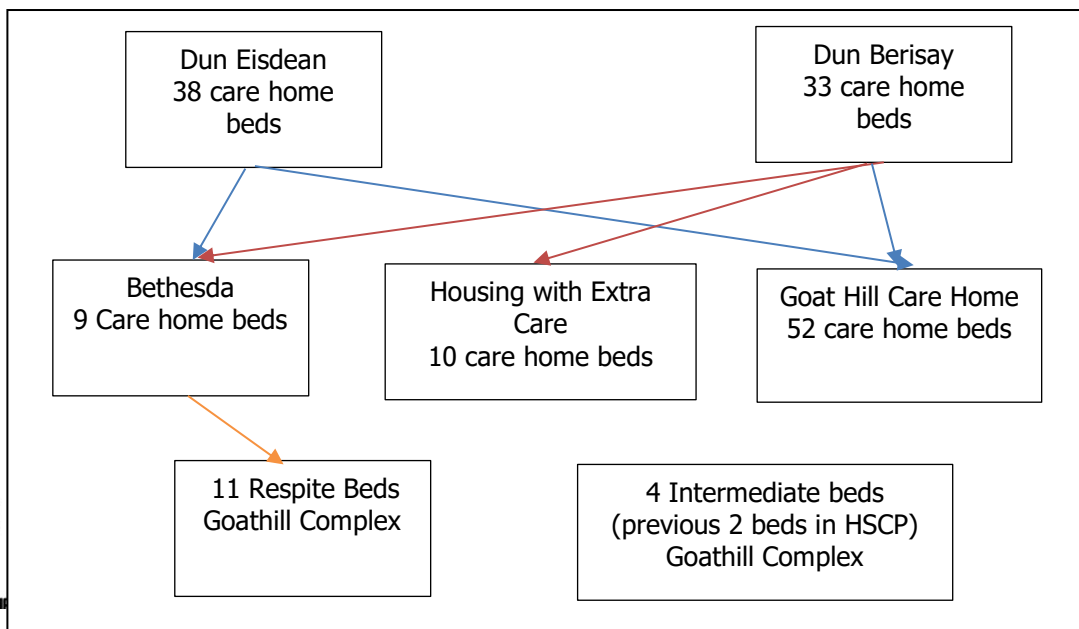 Dun Eisdean
38 care home
beds
Dun Berisay
33 care home
beds
Bethesda
9 Care home beds
Housing with Extra
Care
10 care home beds
Goat Hill Care Home
52 care home beds
11 Respite Beds
Goathill Complex
4 Intermediate beds
(previous 2 beds in HSCP)
Goathill Complex